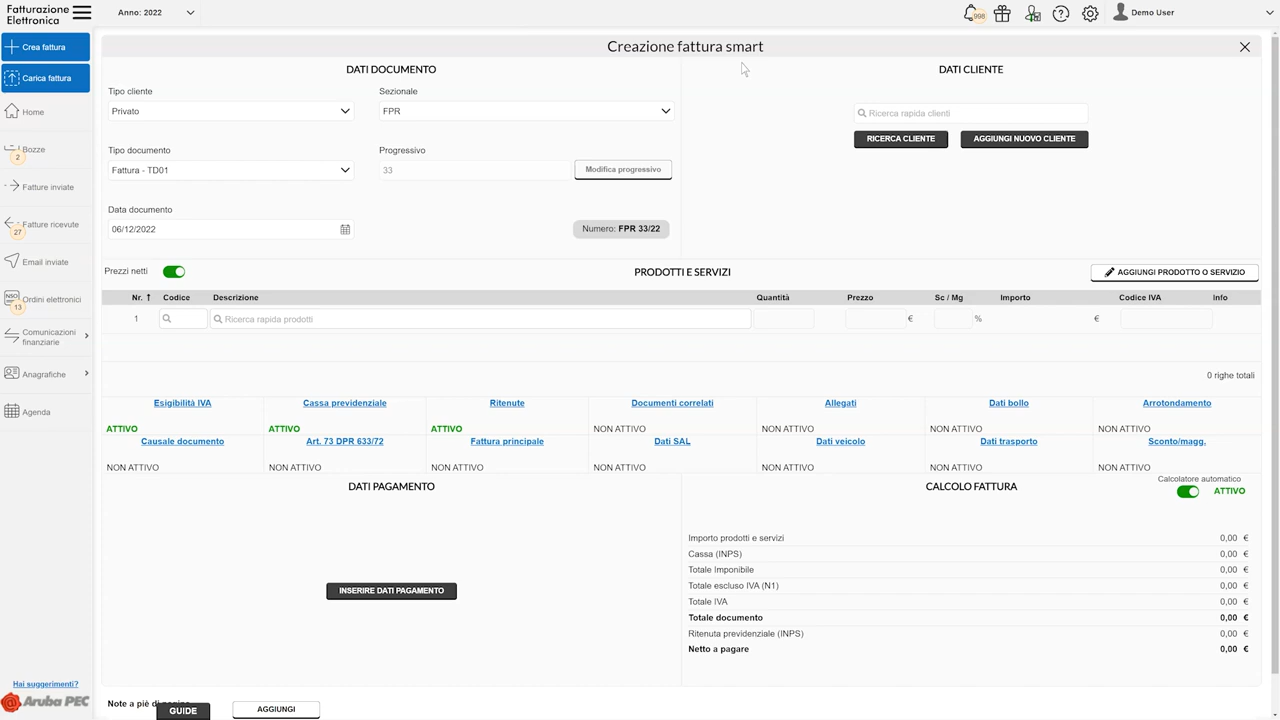 Fatturazione
Elettronica
Anno: 2022
998
Demo User
Crea fattura
Carica fattura
Home
Bozze
2
Fatture inviate
Fatture ricevute
27
Email inviate
NSO
Ordini elettronici
13
Comunicazioni
finanziarie
Anagrafiche
Agenda
Hai suggerimenti?
Aruba PEC
Creazione fattura smart
DATI DOCUMENTO
Tipo cliente
Sezionale
Privato
FPR
Tipo documento
Progressivo
Fattura - TD01
33
Modifica progressivo
Data documento
06/12/2022
Numero: FPR 33/22
DATI CLIENTE
Ricerca rapida clienti
RICERCA CLIENTE
AGGIUNGI NUOVO CLIENTE
Prezzi netti
PRODOTTI E SERVIZI
AGGIUNGI PRODOTTO O SERVIZIO
Nr. ↑ Codice Descrizione Quantità Prezzo Sc / Mg Importo Codice IVA Info
1 Ricerca rapida prodotti € % €
0 righe totali
Esigibilità IVA Cassa previdenziale Ritenute Documenti correlati Allegati Dati bollo Arrotondamento
ATTIVO ATTIVO ATTIVO NON ATTIVO NON ATTIVO NON ATTIVO NON ATTIVO
Causale documento Art. 73 DPR 633/72 Fattura principale Dati SAL Dati veicolo Dati trasporto Sconto/magg.
NON ATTIVO NON ATTIVO NON ATTIVO NON ATTIVO NON ATTIVO NON ATTIVO NON ATTIVO
DATI PAGAMENTO
INSERIRE DATI PAGAMENTO
CALCOLO FATTURA
Calcolatore automatico
ATTIVO
Importo prodotti e servizi 0,00 €
Cassa (INPS) 0,00 €
Totale Imponibile 0,00 €
Totale escluso IVA (N1) 0,00 €
Totale IVA 0,00 €
Totale documento 0,00 €
Ritenuta previdenziale (INPS) 0,00 €
Netto a pagare 0,00 €
Note a piè di pagina
GUIDE
AGGIUNGI